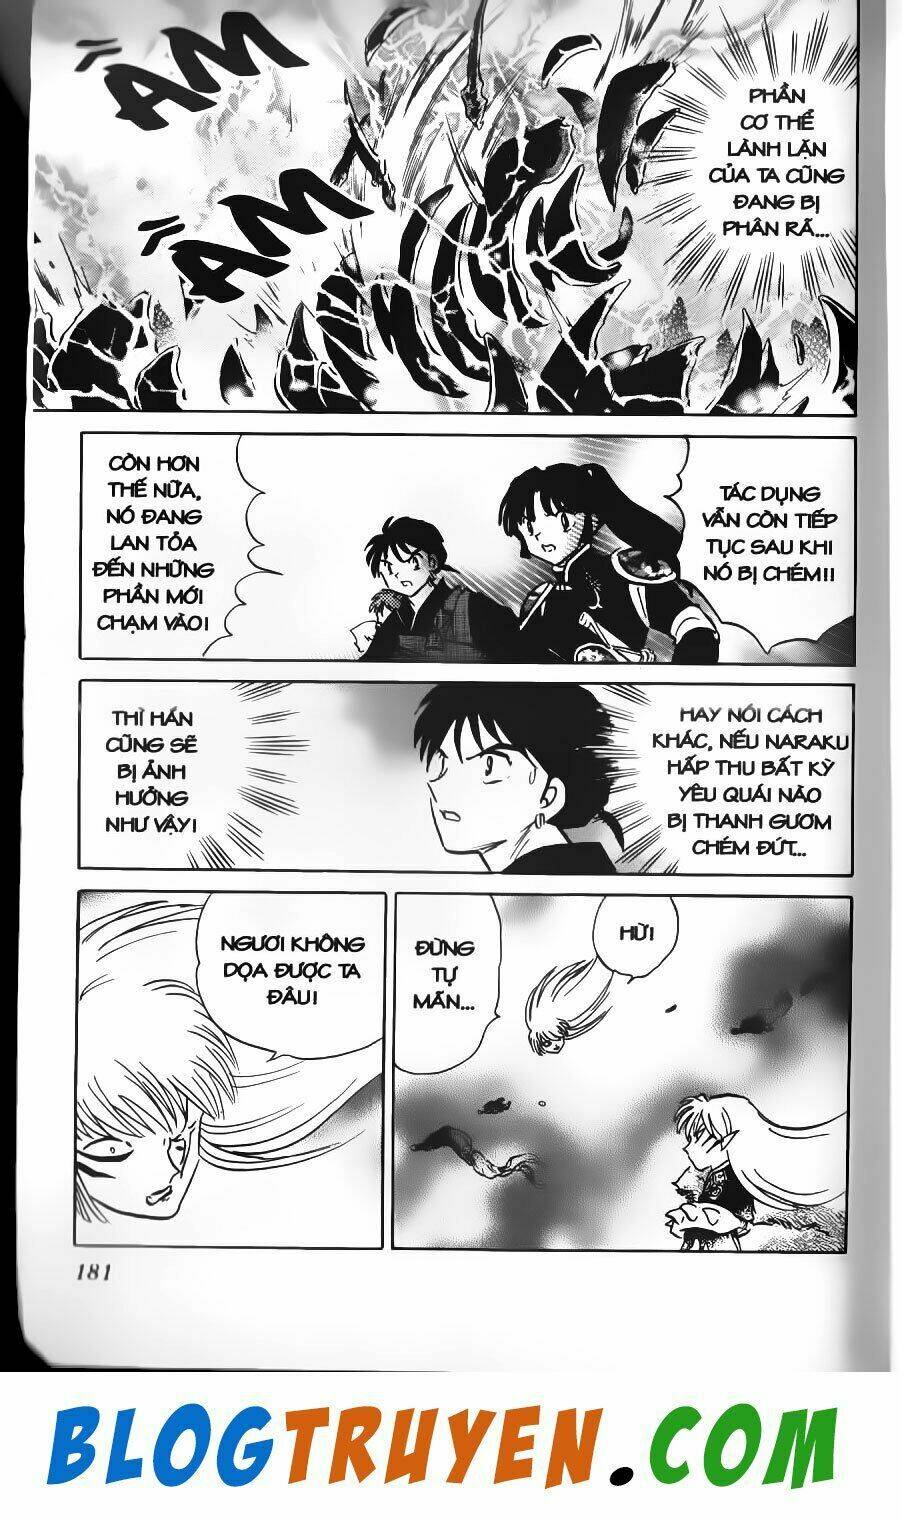 PHẦN
CƠ THỂ
LÀNH LẶN
CỦA TA CŨNG
ĐANG BỊ
PHÂN RÃ...
ẦM
ẦM
TÁC DỤNG
VẪN CÒN TIẾP
TỤC SAU KHI
NÓ BỊ CHÉM!!
CÒN HƠN
THẾ NỮA,
NÓ ĐANG
LAN TỎA
ĐẾN NHỮNG
PHẦN MỚI
CHẠM VÀO!
HAY NÓI CÁCH
KHÁC, NẾU NARAKU
HẤP THU BẤT KỲ
YÊU QUÁI NÀO
BỊ THANH GƯƠM
CHÉM ĐỨT...
THÌ HẮN
CŨNG SẼ
BỊ ẢNH
HƯỞNG
NHƯ VẬY!
HỪ!
ĐỪNG
TỰ
MÃN...
NGƯƠI KHÔNG
DỌA ĐƯỢC TA
ĐÂU!
181
BLOGTRUYEN.COM